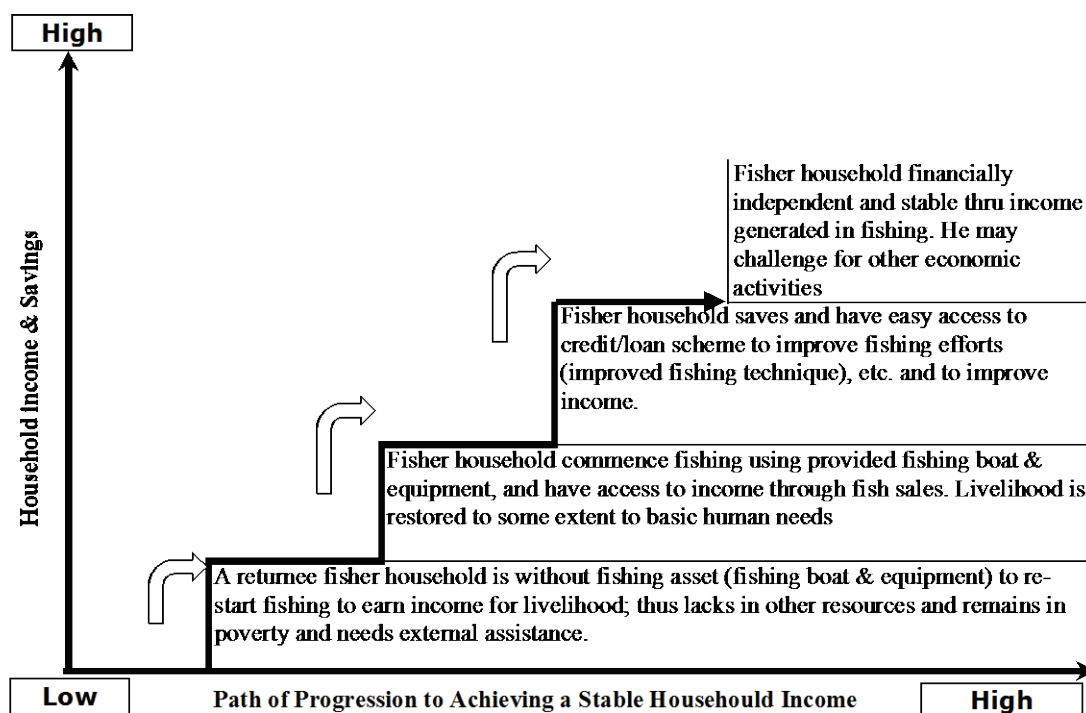 High
Household Income & Savings
Fisher household financially
independent and stable thru income
generated in fishing. He may
challenge for other economic
activities
Fisher household saves and have easy access to
credit/loan scheme to improve fishing efforts
(improved fishing technique), etc. and to improve
income.
Fisher household commence fishing using provided fishing boat &
equipment, and have access to income through fish sales. Livelihood is
restored to some extent to basic human needs
A returnee fisher household is without fishing asset (fishing boat & equipment) to re-
start fishing to earn income for livelihood; thus lacks in other resources and remains in
poverty and needs external assistance.
Low
Path of Progression to Achieving a Stable Househould Income
High